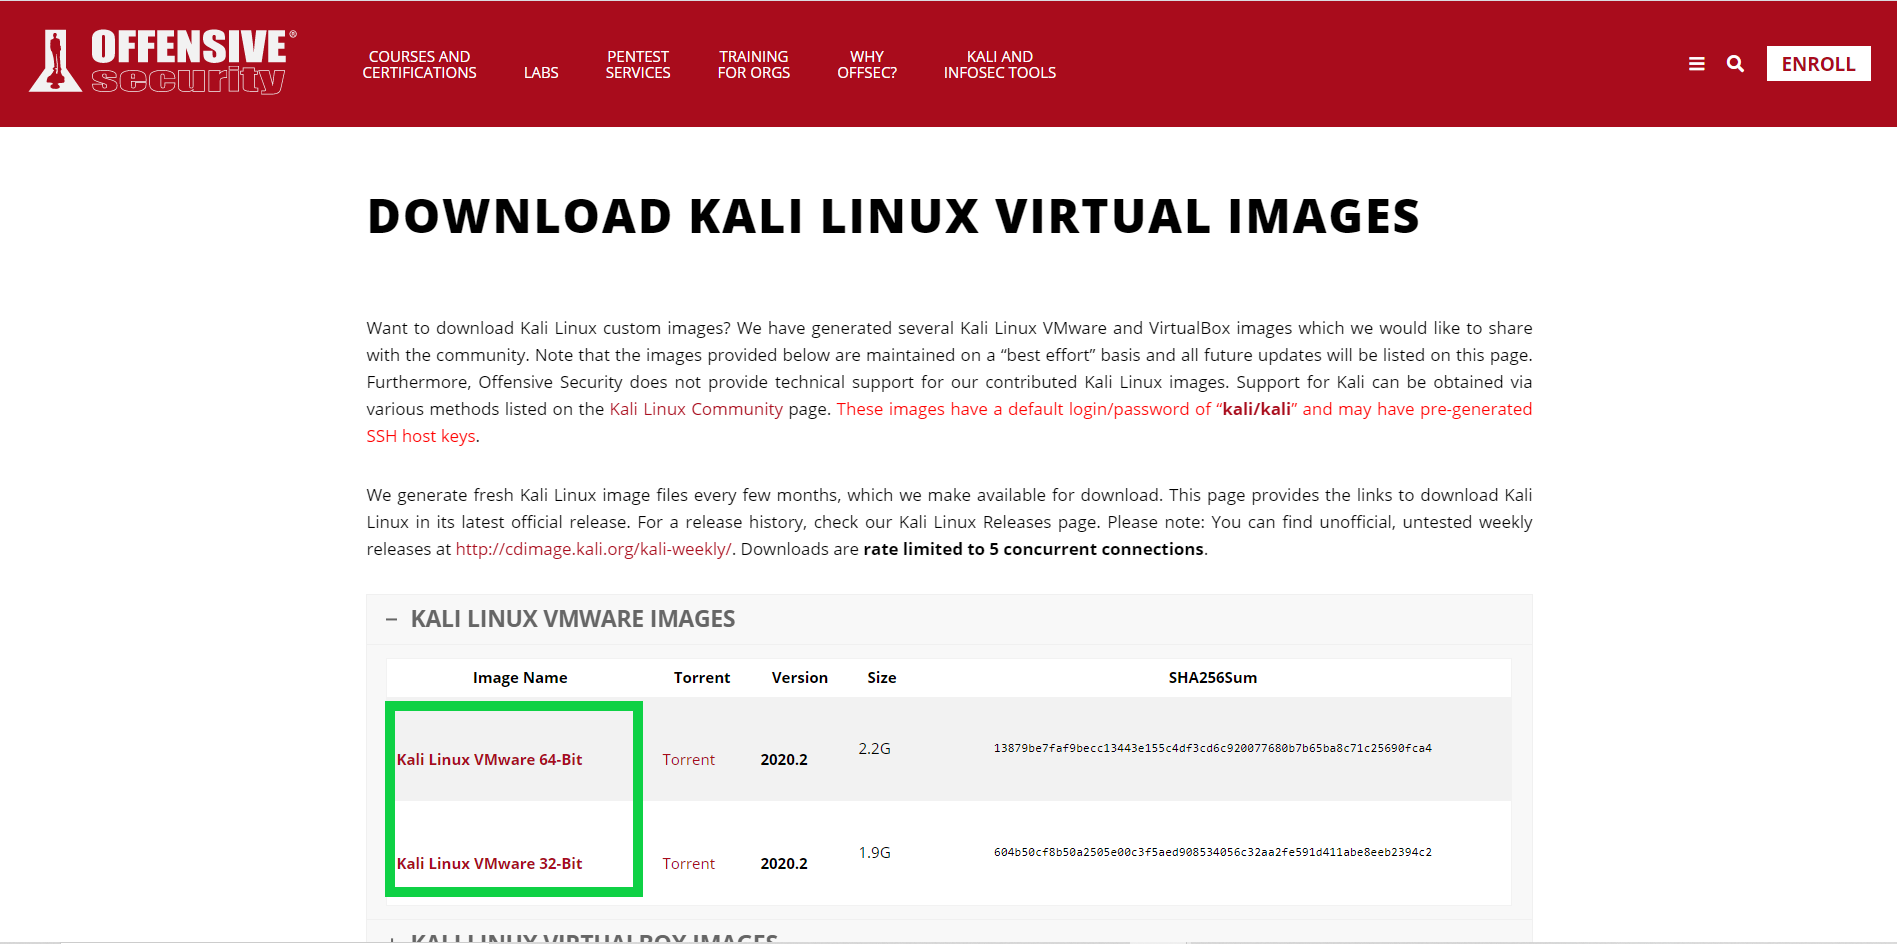 OFFENSIVE®
security
COURSES AND
CERTIFICATIONS
LABS
PENTEST
SERVICES
TRAINING
FOR ORGS
WHY
OFFSEC?
KALI AND
INFOSEC TOOLS
ENROLL
DOWNLOAD KALI LINUX VIRTUAL IMAGES
Want to download Kali Linux custom images? We have generated several Kali Linux VMware and VirtualBox images which we would like to share
with the community. Note that the images provided below are maintained on a “best effort” basis and all future updates will be listed on this page.
Furthermore, Offensive Security does not provide technical support for our contributed Kali Linux images. Support for Kali can be obtained via
various methods listed on the Kali Linux Community page. These images have a default login/password of “kali/kali” and may have pre-generated
SSH host keys.
We generate fresh Kali Linux image files every few months, which we make available for download. This page provides the links to download Kali
Linux in its latest official release. For a release history, check our Kali Linux Releases page. Please note: You can find unofficial, untested weekly
releases at http://cdimage.kali.org/kali-weekly/. Downloads are rate limited to 5 concurrent connections.
− KALI LINUX VMWARE IMAGES
Image Name Torrent Version Size SHA256Sum
Kali Linux VMware 64-Bit Torrent 2020.2 2.2G 13879be7faf9becc13443e155c4df3cd6c920077680b7b65ba8c71c25690fca4
Kali Linux VMware 32-Bit Torrent 2020.2 1.9G 604b50cf8b50a2505e00c3f5aed908534056c32aa2fe591d411abe8eeb2394c2
KALI LINUX VIRTUALBOX IMAGES